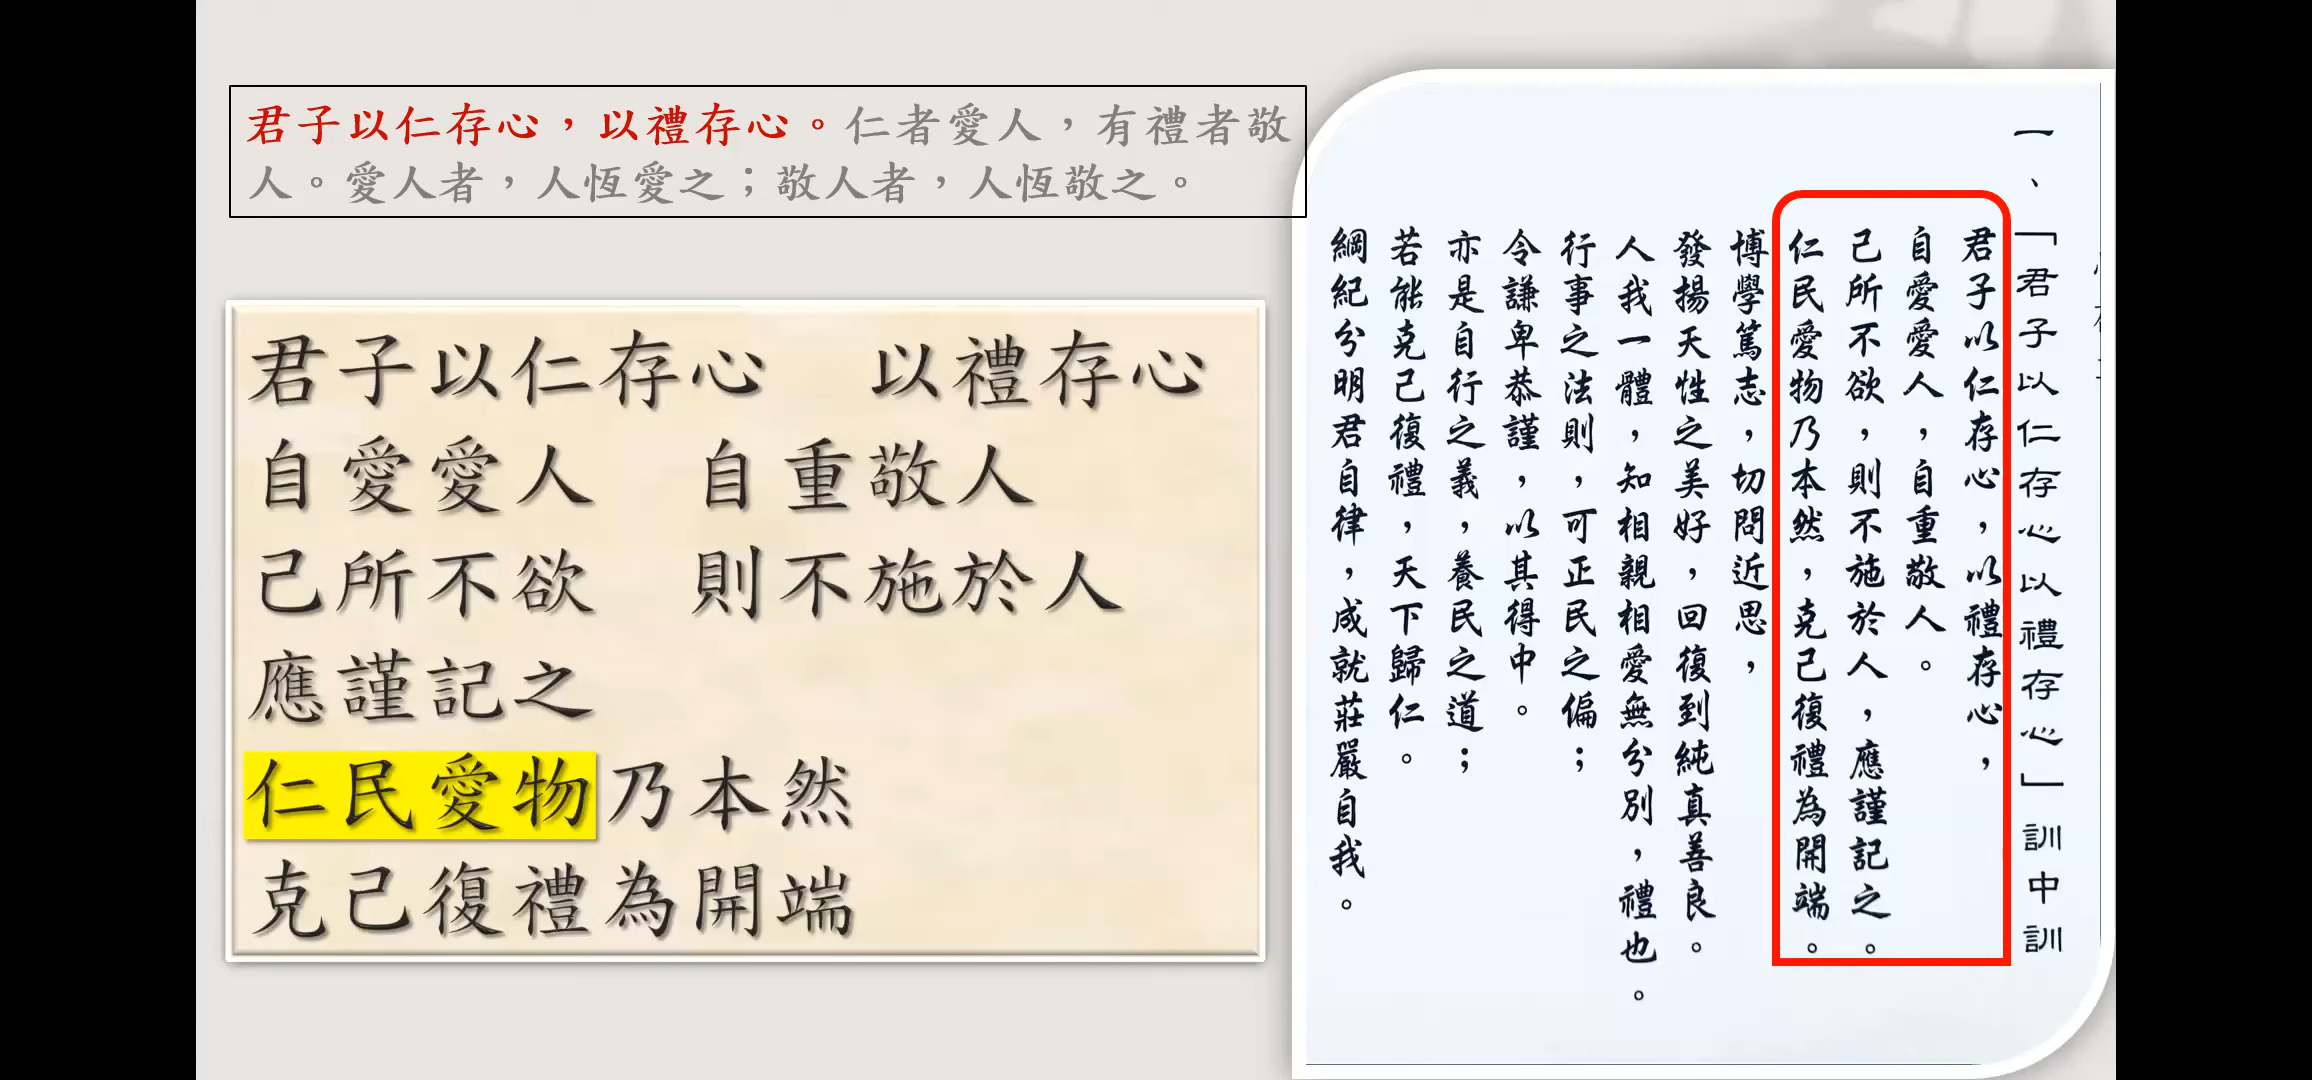 君子以仁存心，以禮存心。仁者愛人，有禮者敬
人。愛人者，人恆愛之；敬人者，人恆敬之。
君子以仁存心　以禮存心
自愛愛人　自重敬人
己所不欲　則不施於人
應謹記之
仁民愛物乃本然
克己復禮為開端
一、「君子以仁存心以禮存心」訓中訓
君子以仁存心，以禮存心，
自愛愛人，自重敬人。
己所不欲，則不施於人，應謹記之。
仁民愛物乃本然，克己復禮為開端。
博學篤志，切問近思，
發揚天性之美好，回復到純真善良。
人我一體，知相親相愛無分別，禮也。
行事之法則，可正民之偏；
令謙卑恭謹，以其得中。
亦是自行之義，養民之道；
若能克己復禮，天下歸仁。
綱紀分明君自律，成就莊嚴自我。